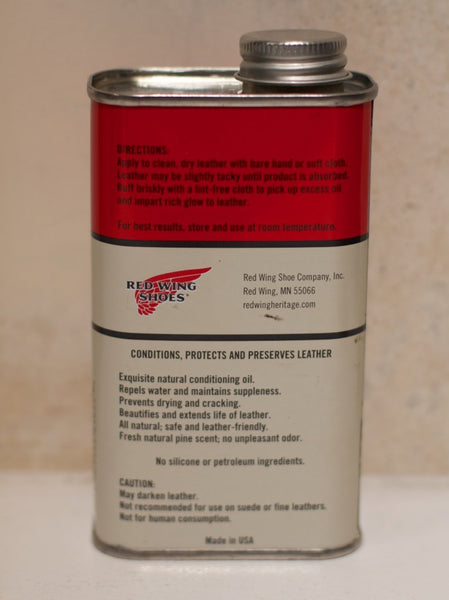 DIRECTIONS:
Apply to clean, dry leather with bare hand or soft cloth.
Leather may be slightly tacky until product is absorbed.
Buff briskly with a lint-free cloth to pick up excess oil
and impart rich glow to leather.
For best results, store and use at room temperature.
RED WING
SHOES®
Red Wing Shoe Company, Inc.
Red Wing, MN 55066
redwingheritage.com
CONDITIONS, PROTECTS AND PRESERVES LEATHER
Exquisite natural conditioning oil.
Repels water and maintains suppleness.
Prevents drying and cracking.
Beautifies and extends life of leather.
All natural; safe and leather-friendly.
Fresh natural pine scent; no unpleasant odor.
No silicone or petroleum ingredients.
CAUTION:
May darken leather.
Not recommended for use on suede or fine leathers.
Not for human consumption.
Made in USA